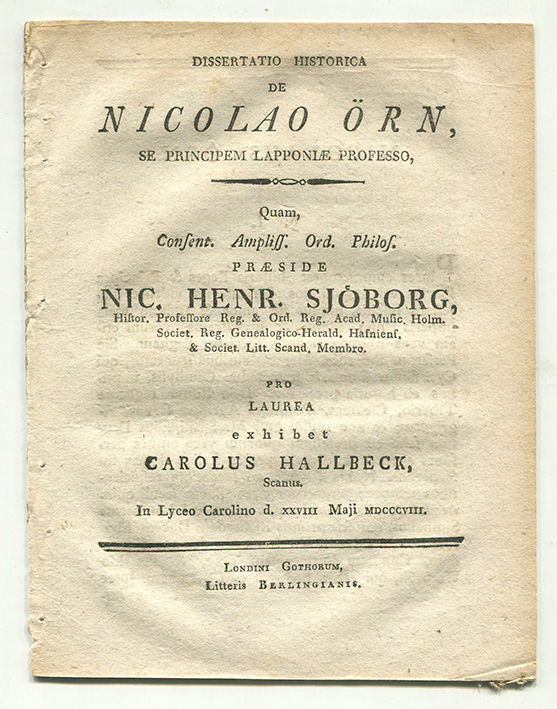 DISSERTATIO HISTORICA
DE
NICOLAO ÖRN,
SE PRINCIPEM LAPPONIÆ PROFESSO,
Quam,
Conſent. Ampliſſ. Ord. Philoſ.
PRÆSIDE
NIC. HENR. SJÖBORG,
Hiſtor. Profeſſore Reg. & Ord. Reg. Acad. Muſic. Holm.
Societ. Reg. Genealogico-Herald. Hafnienſ.
& Societ. Litt. Scand. Membro.
PRO
LAUREA
exhibet
CAROLUS HALLBECK,
Scanus.
In Lyceo Carolino d. XXVIII Maji MDCCCVIII.
LONDINI GOTHORUM,
Litteris BERLINGIANIS.